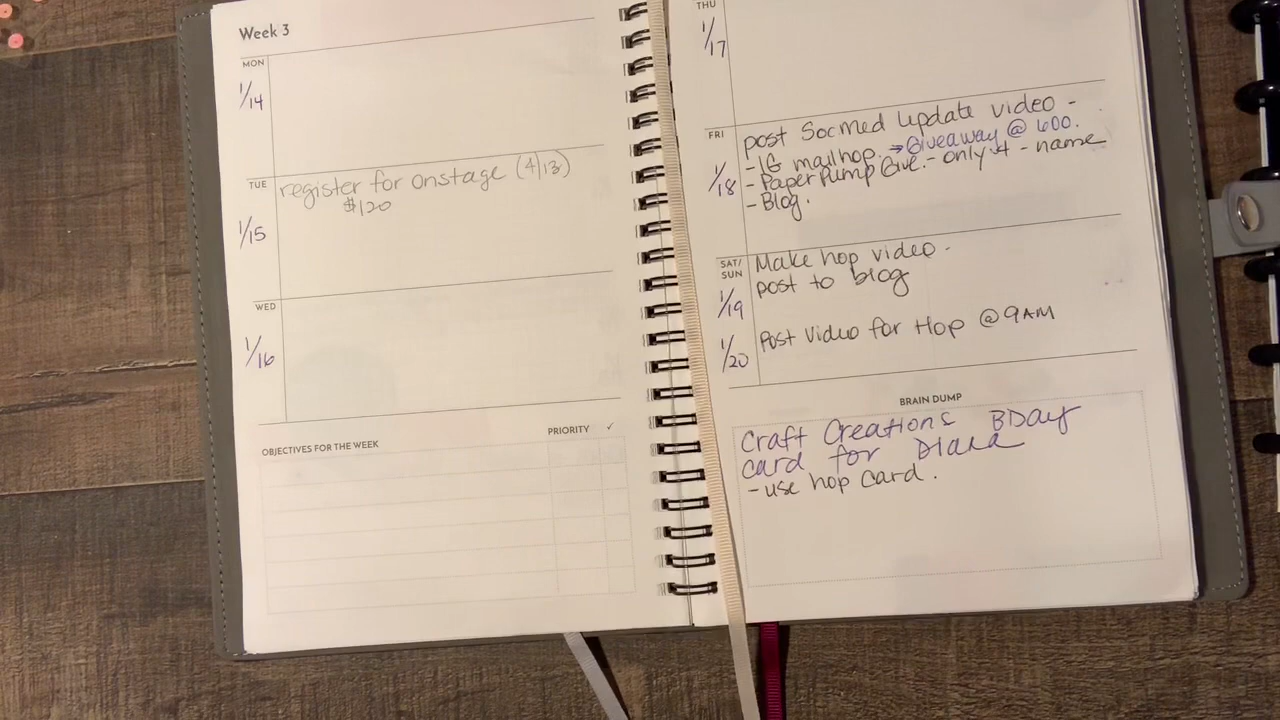 Week 3
MON
1/14
TUE
register for onstage (4/13)
$120
1/15
WED
1/16
OBJECTIVES FOR THE WEEK PRIORITY ✓
THU
1/17
FRI
post Socmed update video -
- IG mailhop. → Giveaway @ 600.
1/18
- Paper Pump Give. - only 4 - name
- Blog.
SAT/
SUN
Make hop video -
post to blog
1/19
Post video for Hop @ 9AM
1/20
BRAIN DUMP
Craft Creations BDay
card for Diana
- use hop card.